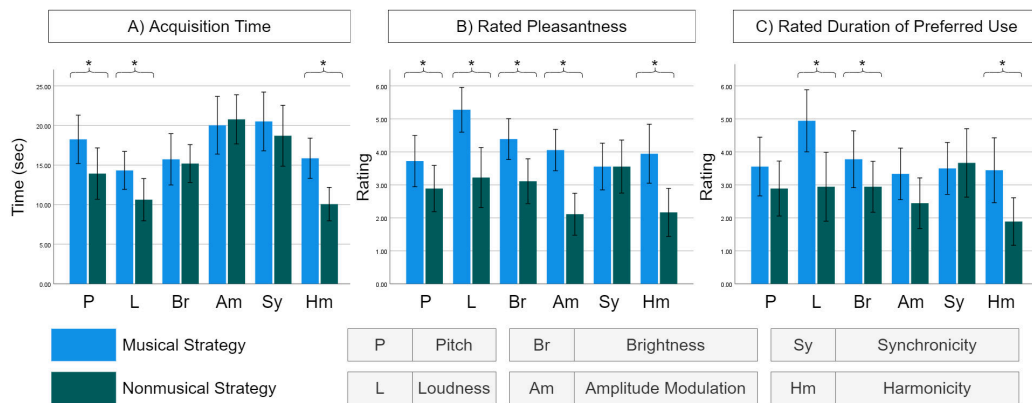 A) Acquisition Time
B) Rated Pleasantness
C) Rated Duration of Preferred Use
* * *
* * * * *
* * *
Time (sec)
25.00
20.00
15.00
10.00
5.00
0.00
P L Br Am Sy Hm
Rating
6.00
5.00
4.00
3.00
2.00
1.00
0.00
P L Br Am Sy Hm
Rating
6.00
5.00
4.00
3.00
2.00
1.00
0.00
P L Br Am Sy Hm
Musical Strategy
Nonmusical Strategy
P Pitch
Br Brightness
Sy Synchronicity
L Loudness
Am Amplitude Modulation
Hm Harmonicity